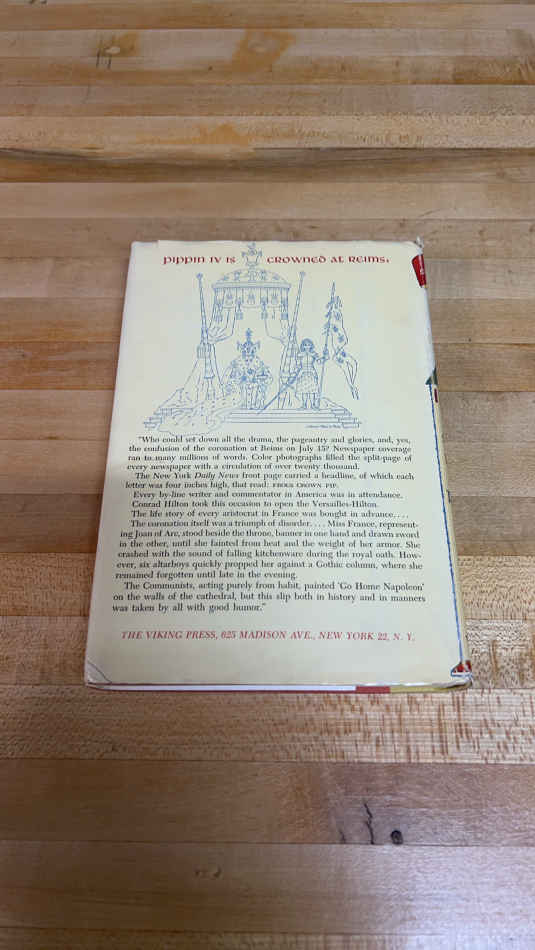 PIPPIN IV IS CROWNED AT REIMS.
"Who could set down all the drama, the pageantry and glories, and, yes,
the confusion of the coronation at Reims on July 15? Newspaper coverage
ran to many millions of words. Color photographs filled the split-page of
every newspaper with a circulation of over twenty thousand.
The New York Daily News front page carried a headline, of which each
letter was four inches high, that read: FROGS CROWN PIP.
Every by-line writer and commentator in America was in attendance.
Conrad Hilton took this occasion to open the Versailles-Hilton.
The life story of every aristocrat in France was bought in advance. . . .
The coronation itself was a triumph of disorder. . . . Miss France, represent-
ing Joan of Arc, stood beside the throne, banner in one hand and drawn sword
in the other, until she fainted from heat and the weight of her armor. She
crashed with the sound of falling kitchenware during the royal oath. How-
ever, six altarboys quickly propped her against a Gothic column, where she
remained forgotten until late in the evening.
The Communists, acting purely from habit, painted 'Go Home Napoleon'
on the walls of the cathedral, but this slip both in history and in manners
was taken by all with good humor."
THE VIKING PRESS, 625 MADISON AVE., NEW YORK 22, N. Y.